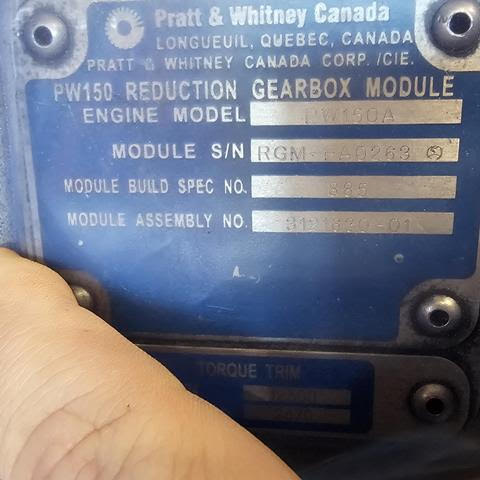 Pratt & Whitney Canada
LONGUEUIL, QUEBEC, CANADA
PRATT & WHITNEY CANADA CORP. /CIE.
PW150 REDUCTION GEARBOX MODULE
ENGINE MODEL PW150A
MODULE S/N
MODULE BUILD SPEC NO. 885
MODULE ASSEMBLY NO.
TORQUE TRIM